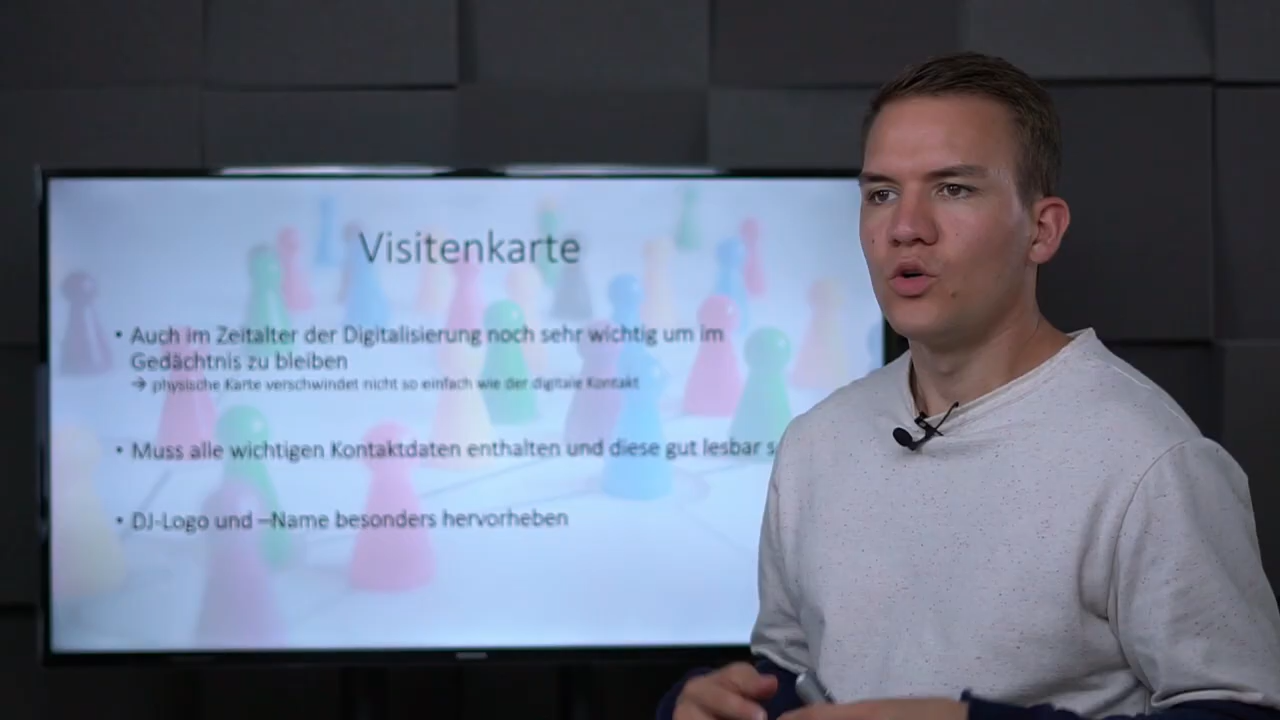 Visitenkarte
• Auch im Zeitalter der Digitalisierung noch sehr wichtig um im
Gedächtnis zu bleiben
→ physische Karte verschwindet nicht so einfach wie der digitale Kontakt
• Muss alle wichtigen Kontaktdaten enthalten und diese gut lesbar s
• DJ-Logo und –Name besonders hervorheben